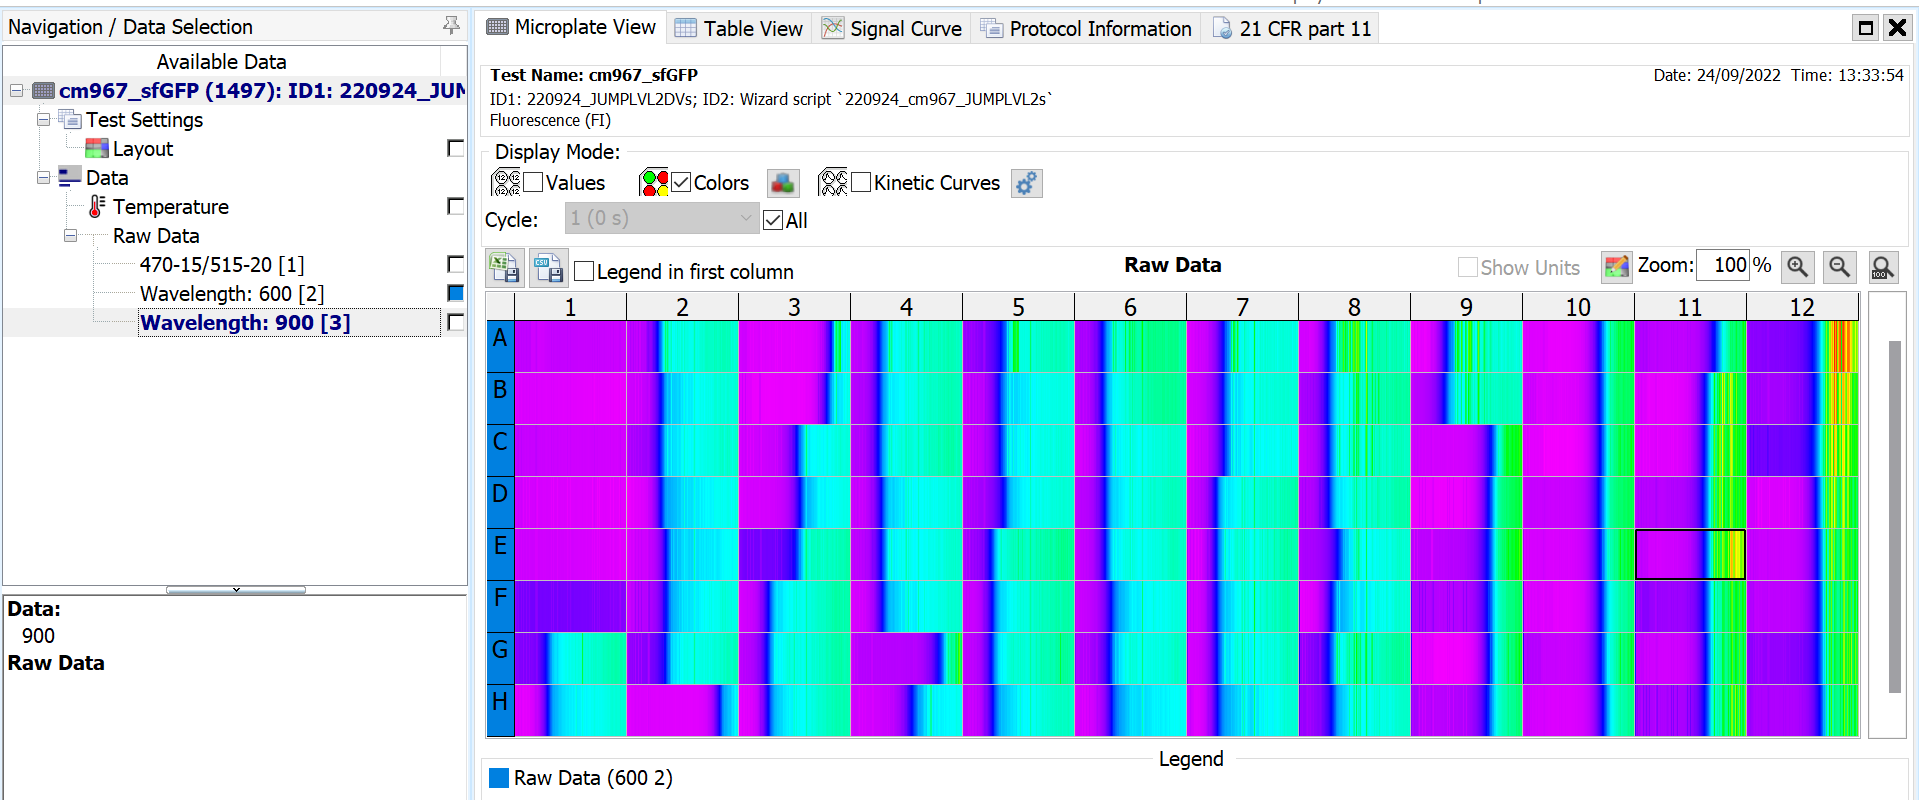 Navigation / Data Selection
Available Data
cm967_sfGFP (1497): ID1: 220924_JUM
Test Settings
Layout
Data
Temperature
Raw Data
470-15/515-20 [1]
Wavelength: 600 [2]
Wavelength: 900 [3]
Data:
900
Raw Data
Microplate View
Table View
Signal Curve
Protocol Information
21 CFR part 11
Test Name: cm967_sfGFP
Date: 24/09/2022 Time: 13:33:54
ID1: 220924_JUMPLVL2DVs; ID2: Wizard script `220924_cm967_JUMPLVL2s`
Fluorescence (FI)
Display Mode:
Values
Colors
Kinetic Curves
Cycle: 1 (0 s) All
Legend in first column
Raw Data
Show Units
Zoom: 100 %
1 2 3 4 5 6 7 8 9 10 11 12
A
B
C
D
E
F
G
H
Legend
Raw Data (600 2)